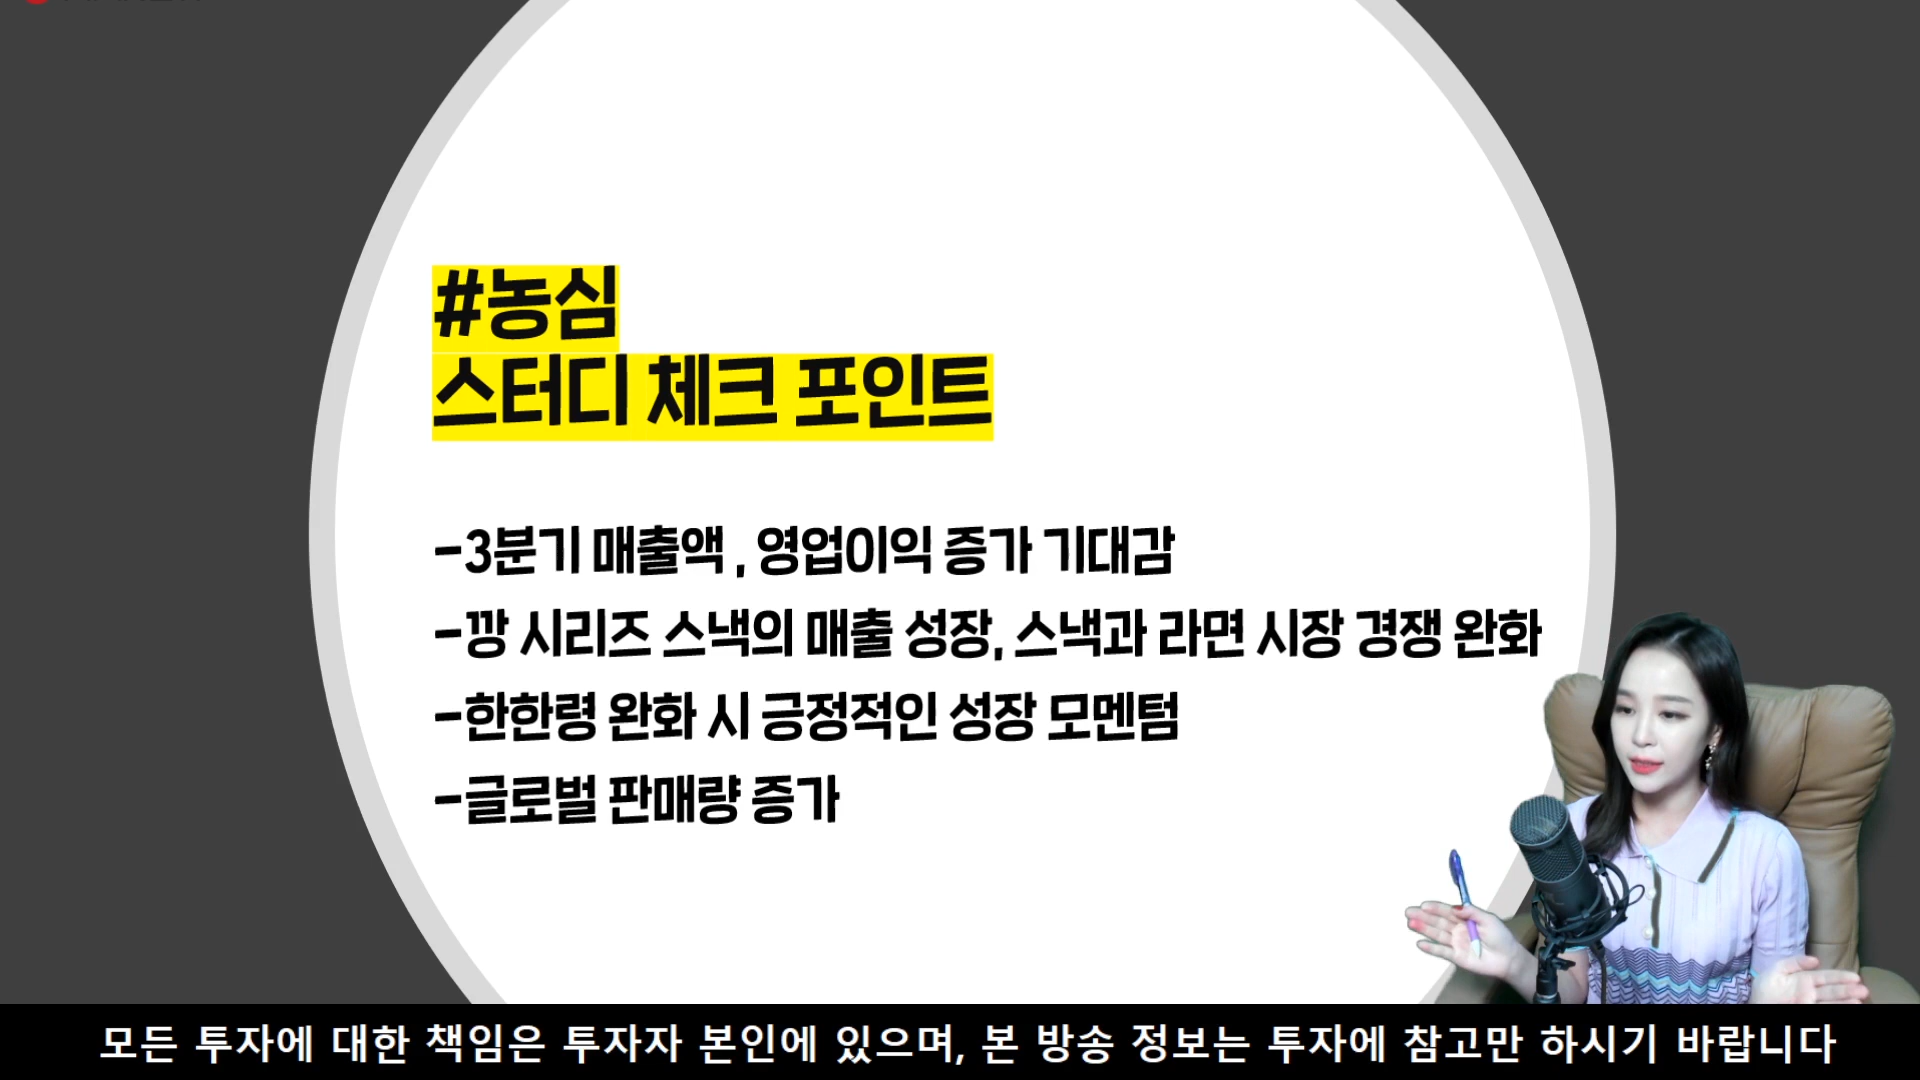 #농심
스터디 체크 포인트
-3분기 매출액, 영업이익 증가 기대감
-깡 시리즈 스낵의 매출 성장, 스낵과 라면 시장 경쟁 완화
-한한령 완화 시 긍정적인 성장 모멘텀
-글로벌 판매량 증가
모든 투자에 대한 책임은 투자자 본인에 있으며, 본 방송 정보는 투자에 참고만 하시기 바랍니다